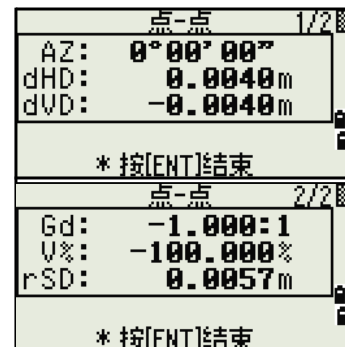 点-点 1/2
AZ: 0°00'00"
dHD: 0.0040m
dVD: -0.0040m
* 按[ENT]结束
点-点 2/2
Gd: -1.000:1
V%: -100.000%
rSD: 0.0057m
* 按[ENT]结束